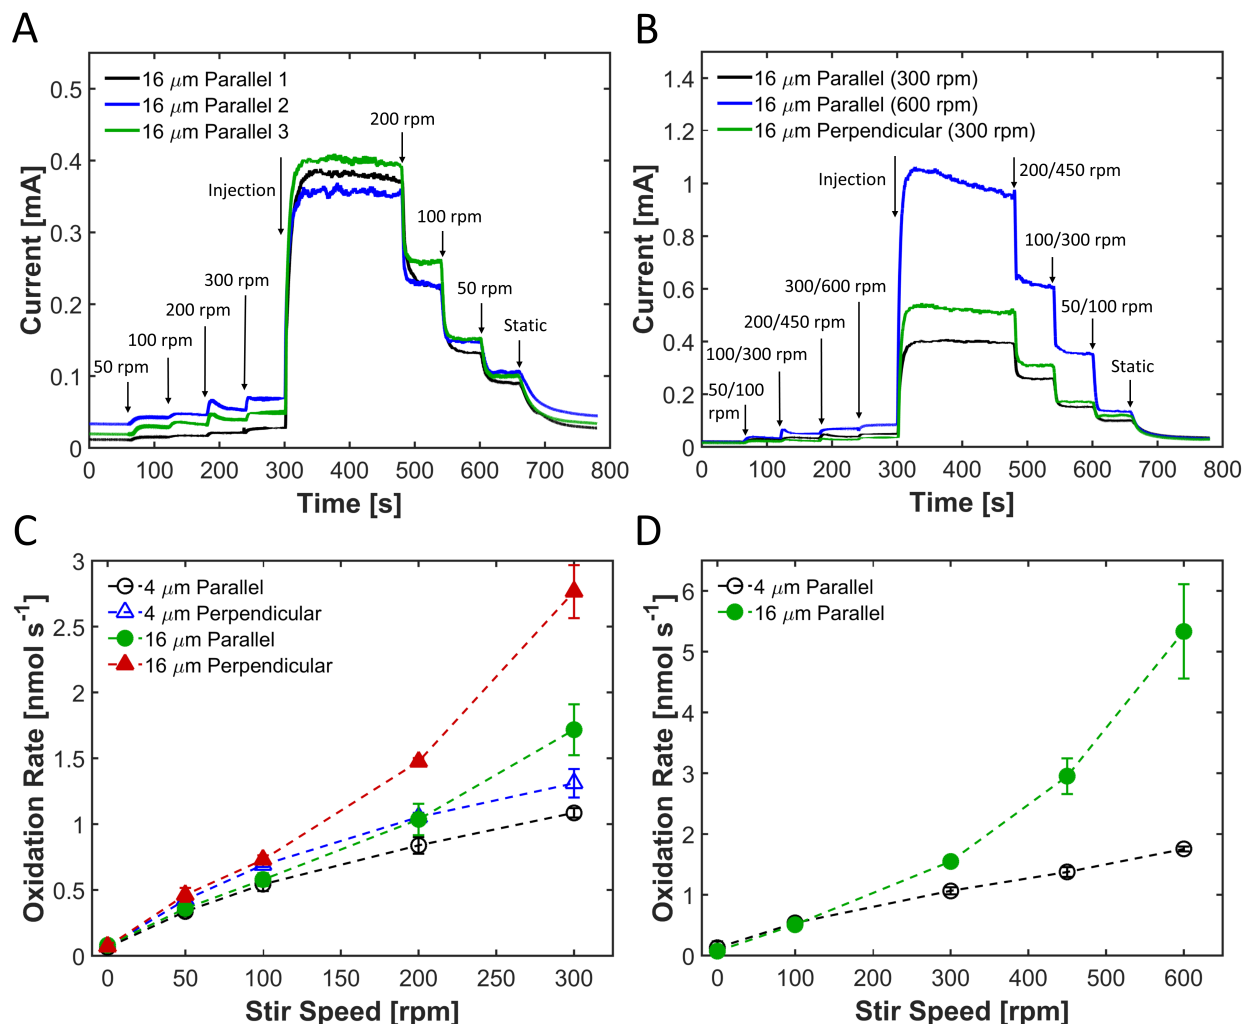 A
16 μm Parallel 1
16 μm Parallel 2
16 μm Parallel 3
200 rpm
Injection
100 rpm
50 rpm
300 rpm
200 rpm
100 rpm
50 rpm
Static
0.5
0.4
0.3
0.2
0.1
0
0 100 200 300 400 500 600 700 800
Current [mA]
Time [s]
B
16 μm Parallel (300 rpm)
16 μm Parallel (600 rpm)
16 μm Perpendicular (300 rpm)
Injection
200/450 rpm
100/300 rpm
50/100 rpm
300/600 rpm
200/450 rpm
100/300 rpm
50/100
rpm
Static
1.4
1.2
1
0.8
0.6
0.4
0.2
0
0 100 200 300 400 500 600 700 800
Current [mA]
Time [s]
C
4 μm Parallel
4 μm Perpendicular
16 μm Parallel
16 μm Perpendicular
3
2.5
2
1.5
1
0.5
0
0 50 100 150 200 250 300
Oxidation Rate [nmol s⁻¹]
Stir Speed [rpm]
D
4 μm Parallel
16 μm Parallel
6
5
4
3
2
1
0
0 100 200 300 400 500 600
Oxidation Rate [nmol s⁻¹]
Stir Speed [rpm]